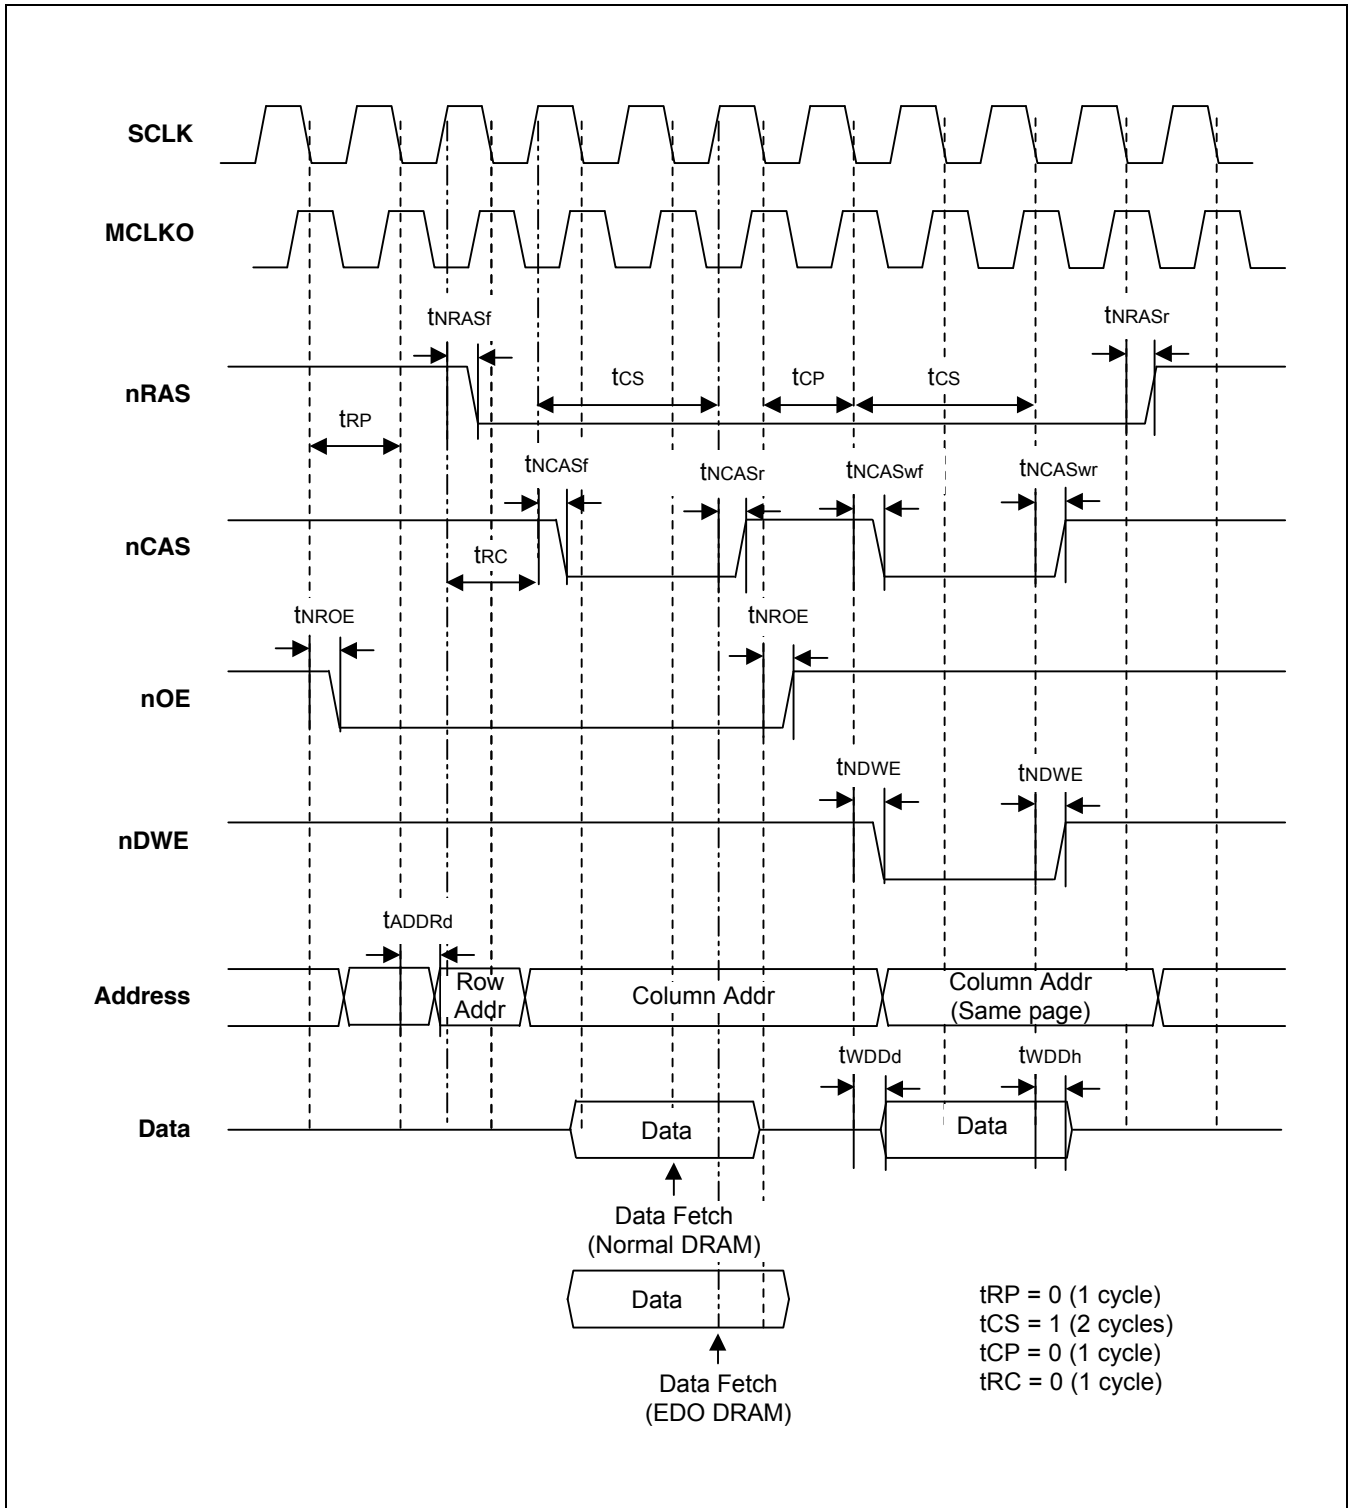 SCLK
MCLKO
tNRASf
tNRASr
nRAS
tCS
tCP
tCS
tRP
tNCASf
tNCASr
tNCASwf
tNCASwr
nCAS
tRC
tNROE
tNROE
nOE
tNDWE
tNDWE
nDWE
tADDRd
Address
Row
Addr
Column Addr
Column Addr
(Same page)
tWDDd
tWDDh
Data
Data
Data
Data Fetch
(Normal DRAM)
Data
Data Fetch
(EDO DRAM)
tRP = 0 (1 cycle)
tCS = 1 (2 cycles)
tCP = 0 (1 cycle)
tRC = 0 (1 cycle)